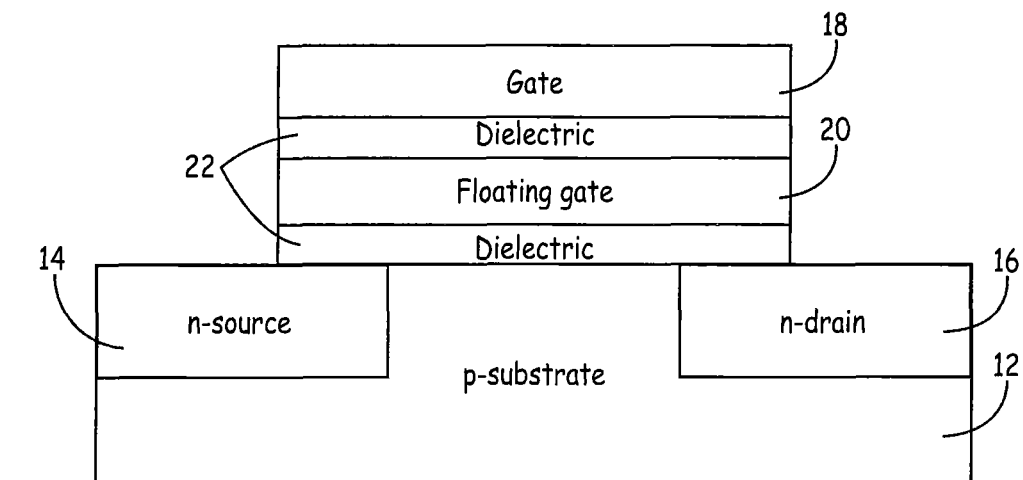 18
Gate
Dielectric
20
22
Floating gate
Dielectric
14
16
n-source
n-drain
12
p-substrate